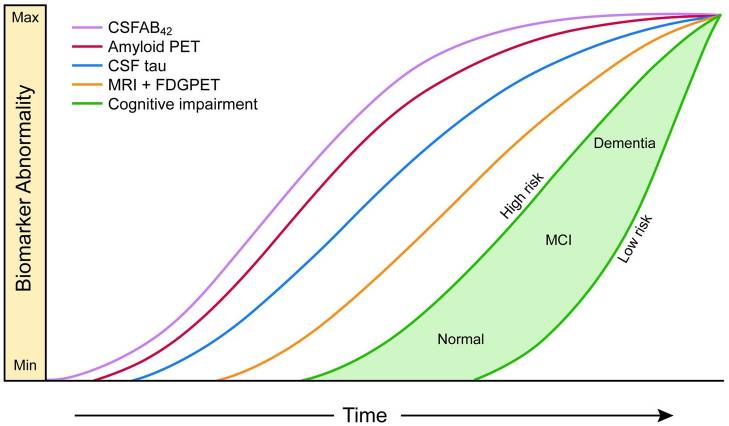 Max
CSFAB₄₂
Amyloid PET
CSF tau
MRI + FDGPET
Cognitive impairment
Biomarker Abnormality
Dementia
High risk
Low risk
MCI
Normal
Min
Time